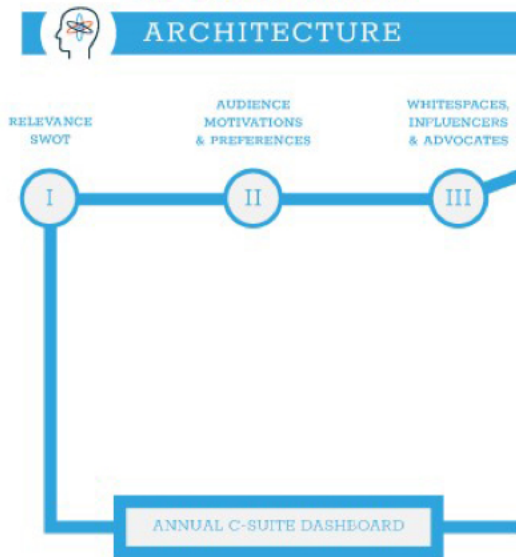 ARCHITECTURE
RELEVANCE
SWOT
AUDIENCE
MOTIVATIONS
& PREFERENCES
WHITESPACES,
INFLUENCERS
& ADVOCATES
I
II
III
ANNUAL C-SUITE DASHBOARD